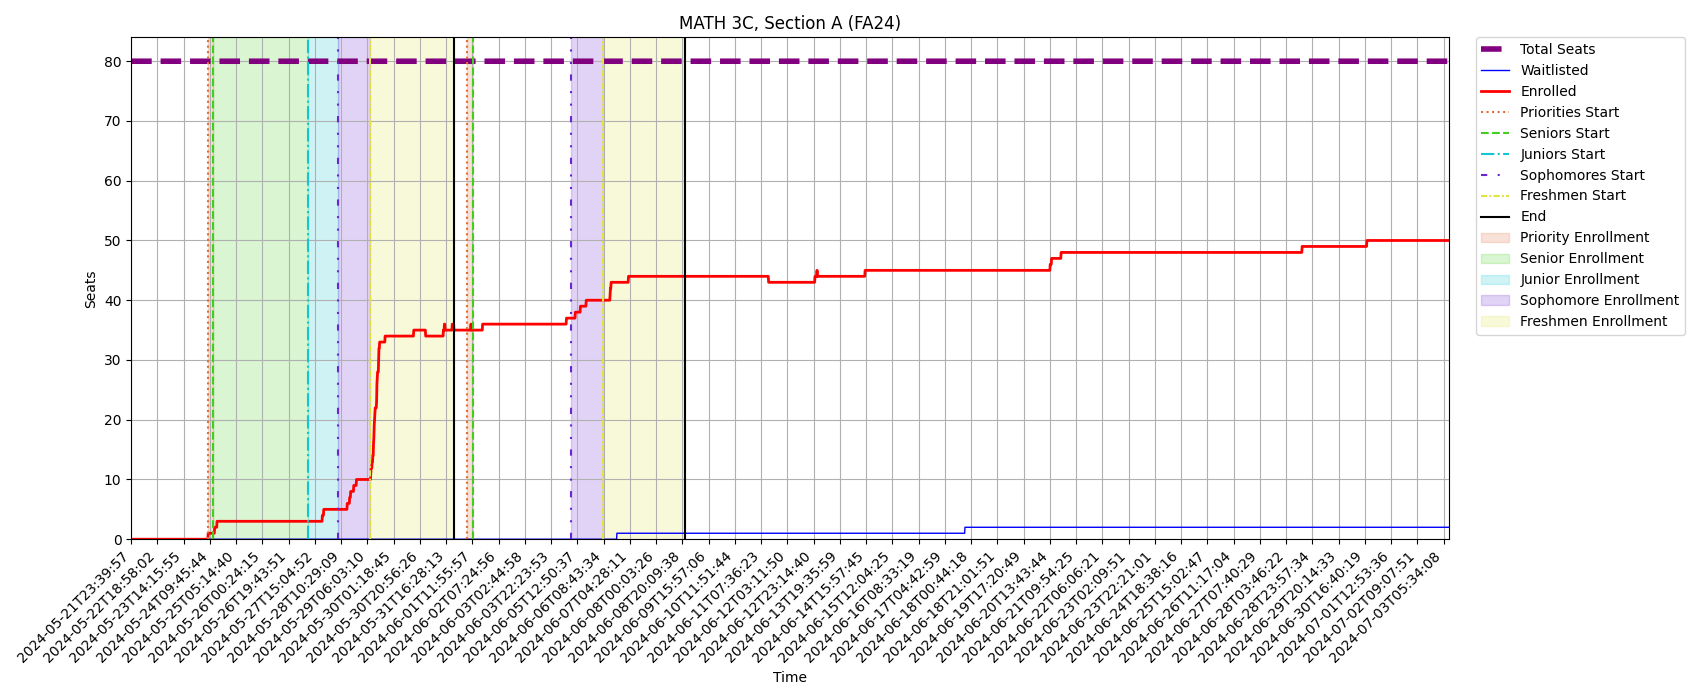 MATH 3C, Section A (FA24)
Seats
80
70
60
50
40
30
20
10
0
2024-05-21T23:39:57
2024-05-22T18:58:02
2024-05-23T14:15:55
2024-05-24T09:45:44
2024-05-25T05:14:40
2024-05-26T00:24:15
2024-05-26T19:43:51
2024-05-27T15:04:52
2024-05-28T10:29:09
2024-05-29T06:03:10
2024-05-30T01:18:45
2024-05-30T20:56:26
2024-05-31T16:28:13
2024-06-01T11:55:57
2024-06-02T07:24:56
2024-06-03T02:44:58
2024-06-03T22:23:53
2024-06-05T12:50:37
2024-06-06T08:43:34
2024-06-07T04:28:11
2024-06-08T00:03:26
2024-06-08T20:09:38
2024-06-09T15:57:06
2024-06-10T11:51:44
2024-06-11T07:36:23
2024-06-12T03:11:50
2024-06-12T23:14:40
2024-06-13T19:35:59
2024-06-14T15:57:45
2024-06-15T12:04:25
2024-06-16T08:33:19
2024-06-17T04:42:59
2024-06-18T00:44:18
2024-06-18T21:01:51
2024-06-19T17:20:49
2024-06-20T13:43:44
2024-06-21T09:54:25
2024-06-22T06:06:21
2024-06-23T02:09:51
2024-06-23T22:21:01
2024-06-24T18:38:16
2024-06-25T15:02:47
2024-06-26T11:17:04
2024-06-27T07:40:29
2024-06-28T03:46:22
2024-06-28T23:57:34
2024-06-29T20:14:33
2024-06-30T16:40:19
2024-07-01T12:53:36
2024-07-02T09:07:51
2024-07-03T05:34:08
Time
Total Seats
Waitlisted
Enrolled
Priorities Start
Seniors Start
Juniors Start
Sophomores Start
Freshmen Start
End
Priority Enrollment
Senior Enrollment
Junior Enrollment
Sophomore Enrollment
Freshmen Enrollment